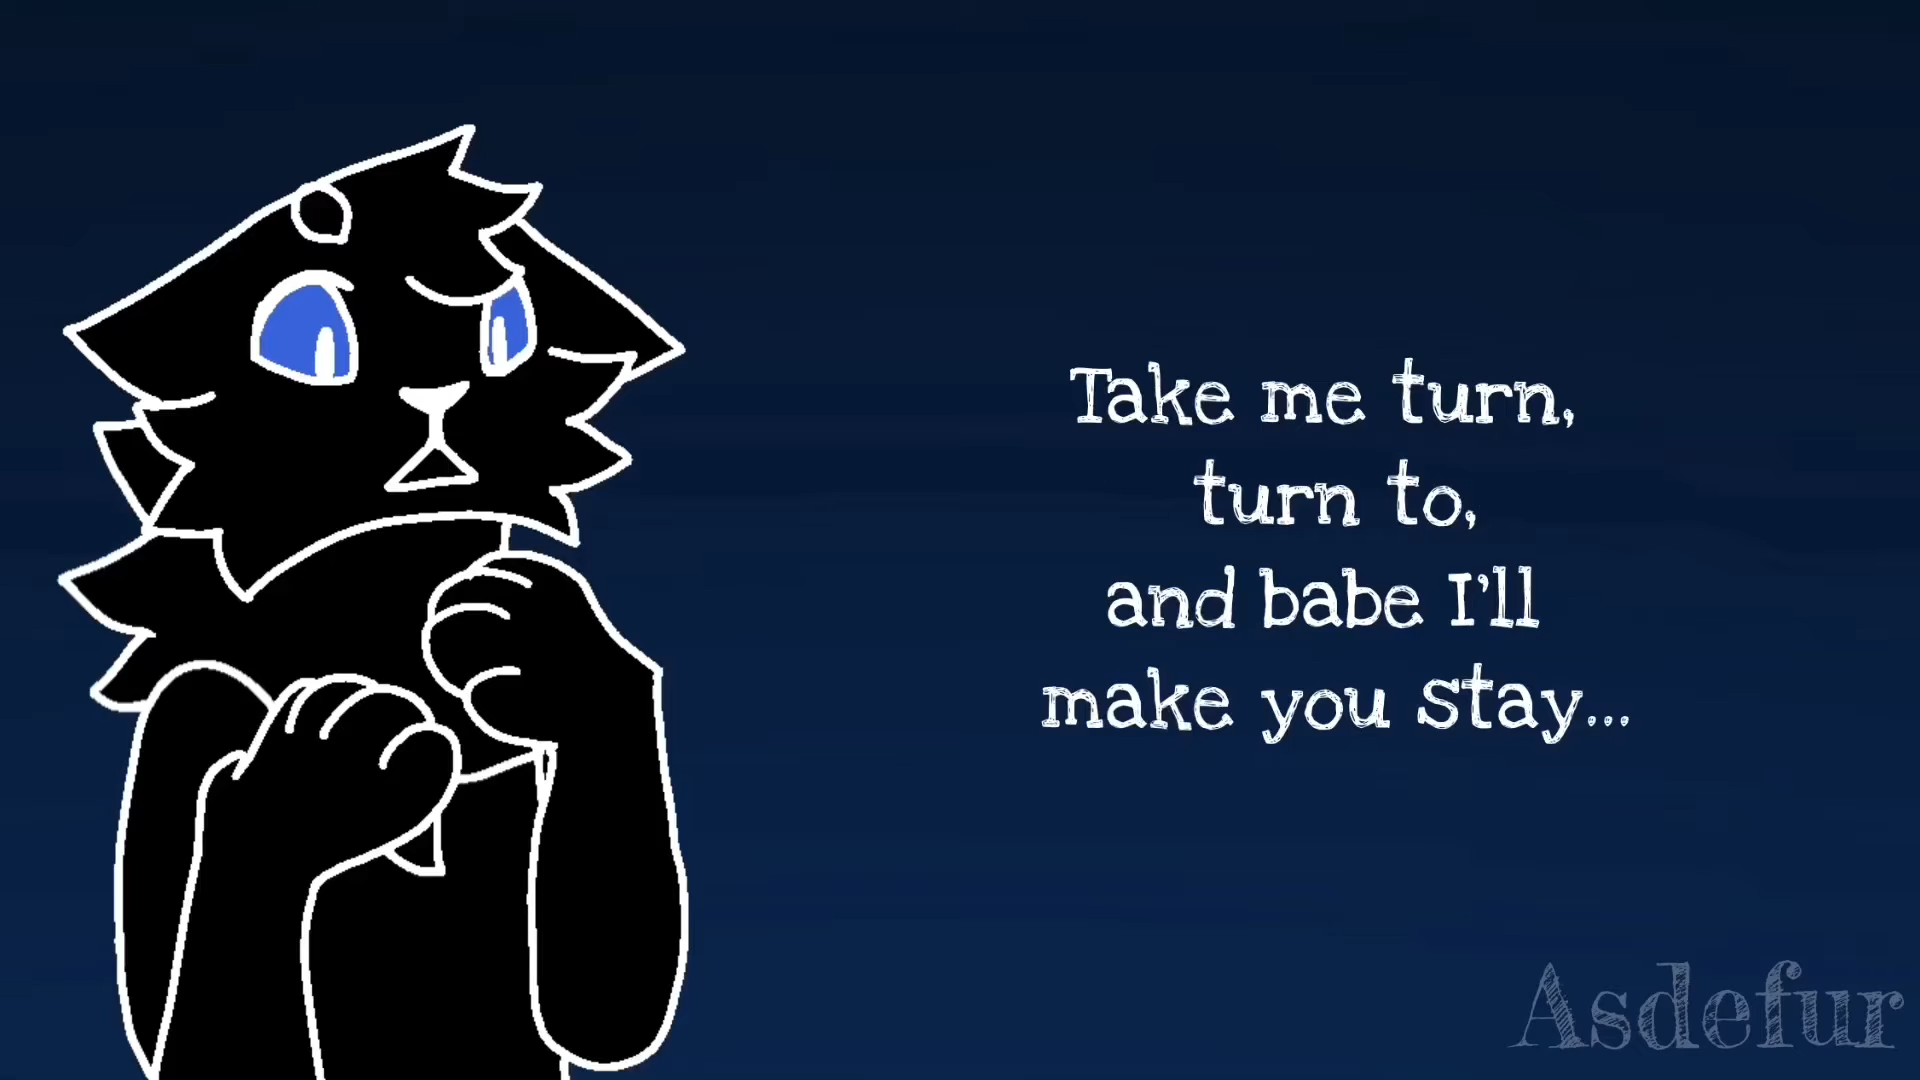 Take me turn,
turn to,
and babe I'll
make you stay...
Asdefur